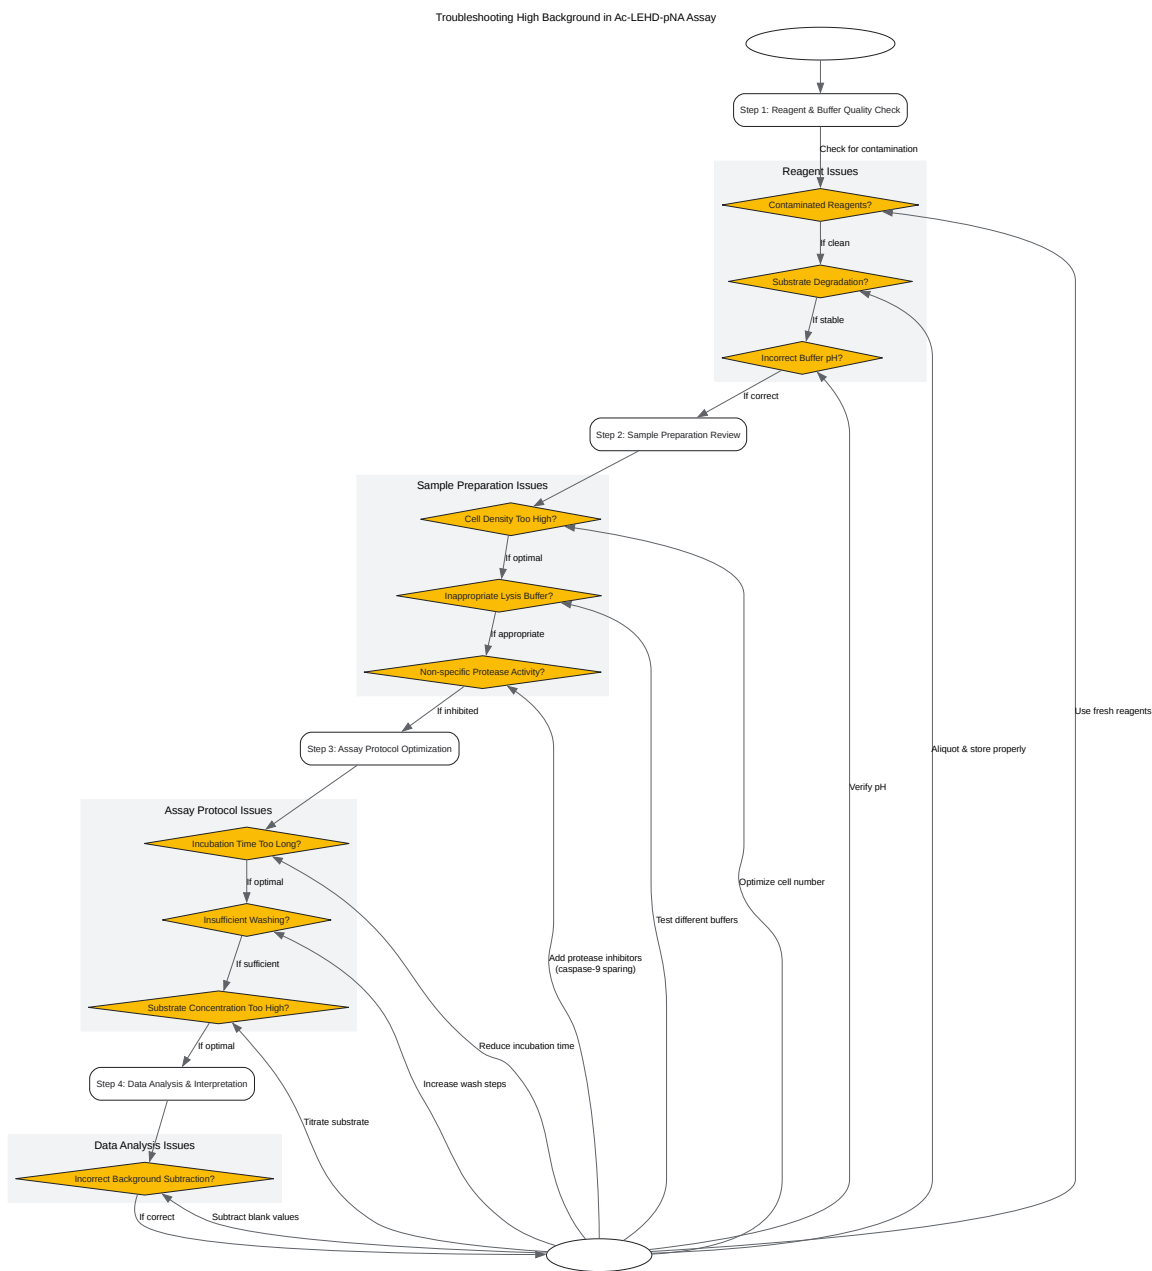 Troubleshooting High Background in Ac-LEHD-pNA Assay
Step 1: Reagent & Buffer Quality Check
Check for contamination
Reagent Issues
Contaminated Reagents?
If clean
Substrate Degradation?
If stable
Incorrect Buffer pH?
If correct
Step 2: Sample Preparation Review
Sample Preparation Issues
Cell Density Too High?
If optimal
Inappropriate Lysis Buffer?
If appropriate
Non-specific Protease Activity?
If inhibited
Use fresh reagents
Step 3: Assay Protocol Optimization
Aliquot & store properly
Verify pH
Assay Protocol Issues
Incubation Time Too Long?
If optimal
Optimize cell number
Insufficient Washing?
Test different buffers
If sufficient
Add protease inhibitors
(caspase-9 sparing)
Substrate Concentration Too High?
If optimal
Reduce incubation time
Step 4: Data Analysis & Interpretation
Increase wash steps
Titrate substrate
Data Analysis Issues
Incorrect Background Subtraction?
If correct
Subtract blank values